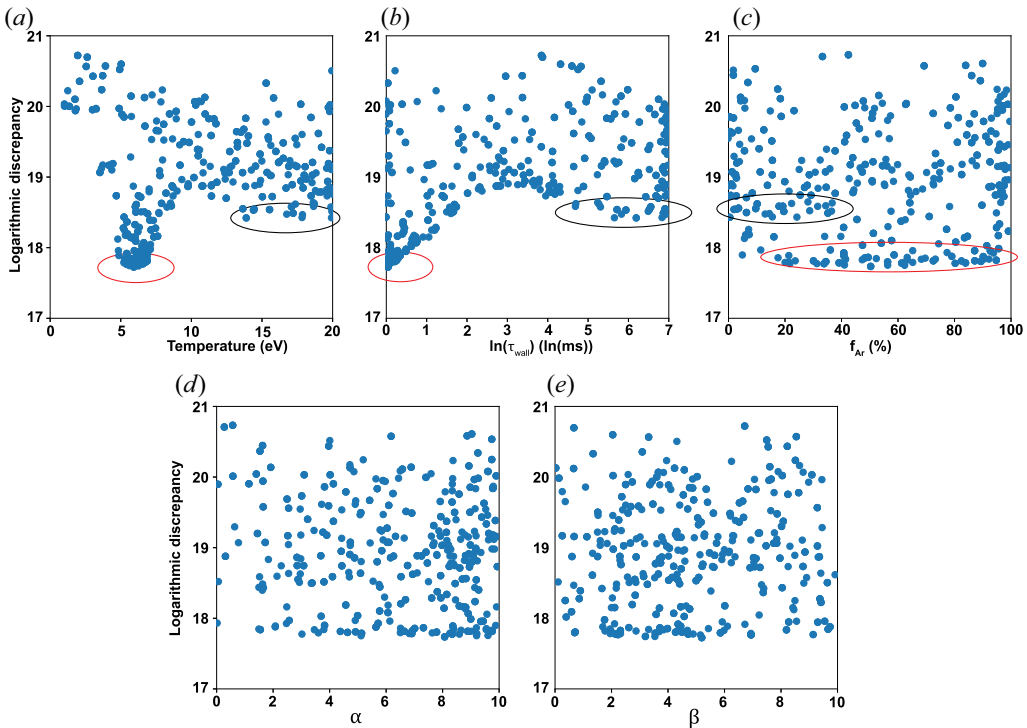 (a)
(b)
(c)
Logarithmic discrepancy
21
20
19
18
17
0 5 10 15 20
Temperature (eV)
21
20
19
18
17
0 1 2 3 4 5 6 7
ln(τwall) (ln(ms))
21
20
19
18
17
0 20 40 60 80 100
fAr (%)
(d)
(e)
Logarithmic discrepancy
21
20
19
18
17
0 2 4 6 8 10
α
21
20
19
18
17
0 2 4 6 8 10
β